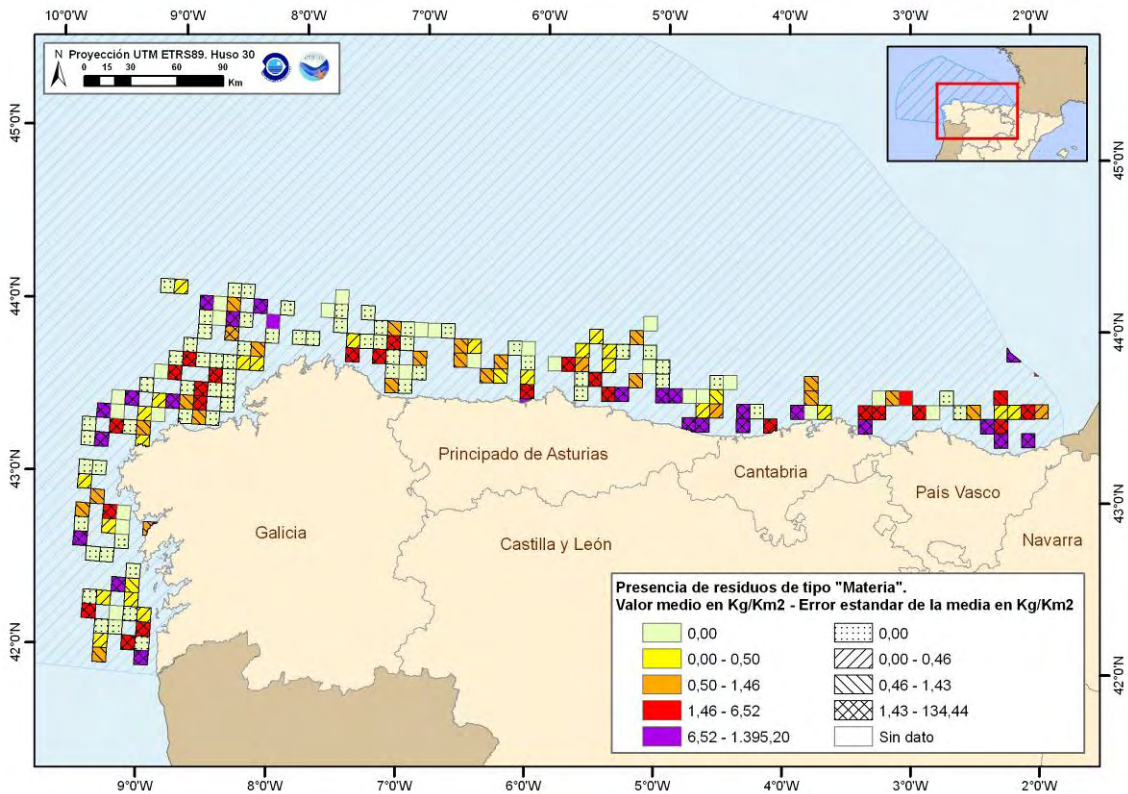 10°0'W 9°0'W 8°0'W 7°0'W 6°0'W 5°0'W 4°0'W 3°0'W 2°0'W
N Proyección UTM ETRS89. Huso 30
0 15 30 60 90
Km
45°0'N
45°0'N
44°0'N
44°0'N
43°0'N
43°0'N
42°0'N
42°0'N
Principado de Asturias
Cantabria
País Vasco
Galicia
Castilla y León
Navarra
Presencia de residuos de tipo "Materia".
Valor medio en Kg/Km2 - Error estandar de la media en Kg/Km2
0,00 0,00
0,00 - 0,50 0,00 - 0,46
0,50 - 1,46 0,46 - 1,43
1,46 - 6,52 1,43 - 134,44
6,52 - 1.395,20 Sin dato
9°0'W 8°0'W 7°0'W 6°0'W 5°0'W 4°0'W 3°0'W 2°0'W